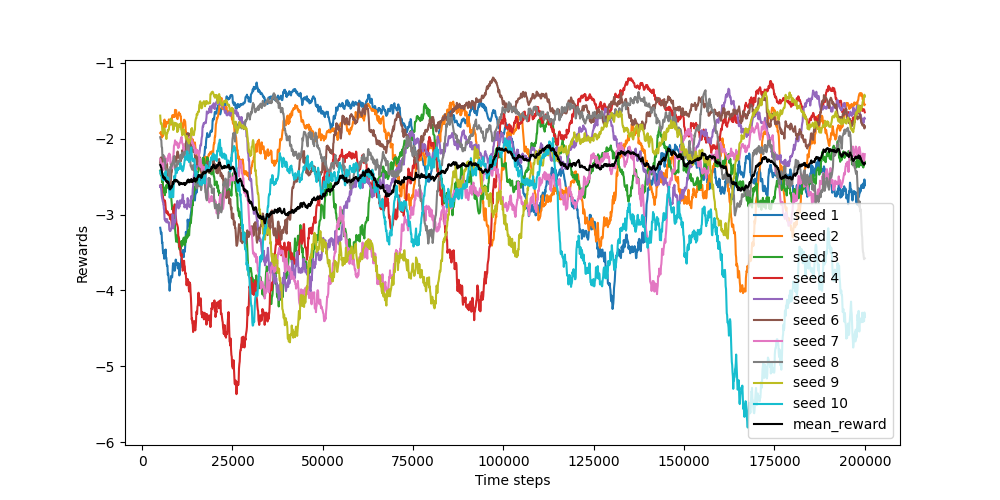 −1
−2
−3
−4
−5
−6
Rewards
0
25000
50000
75000
100000
125000
150000
175000
200000
Time steps
seed 1
seed 2
seed 3
seed 4
seed 5
seed 6
seed 7
seed 8
seed 9
seed 10
mean_reward